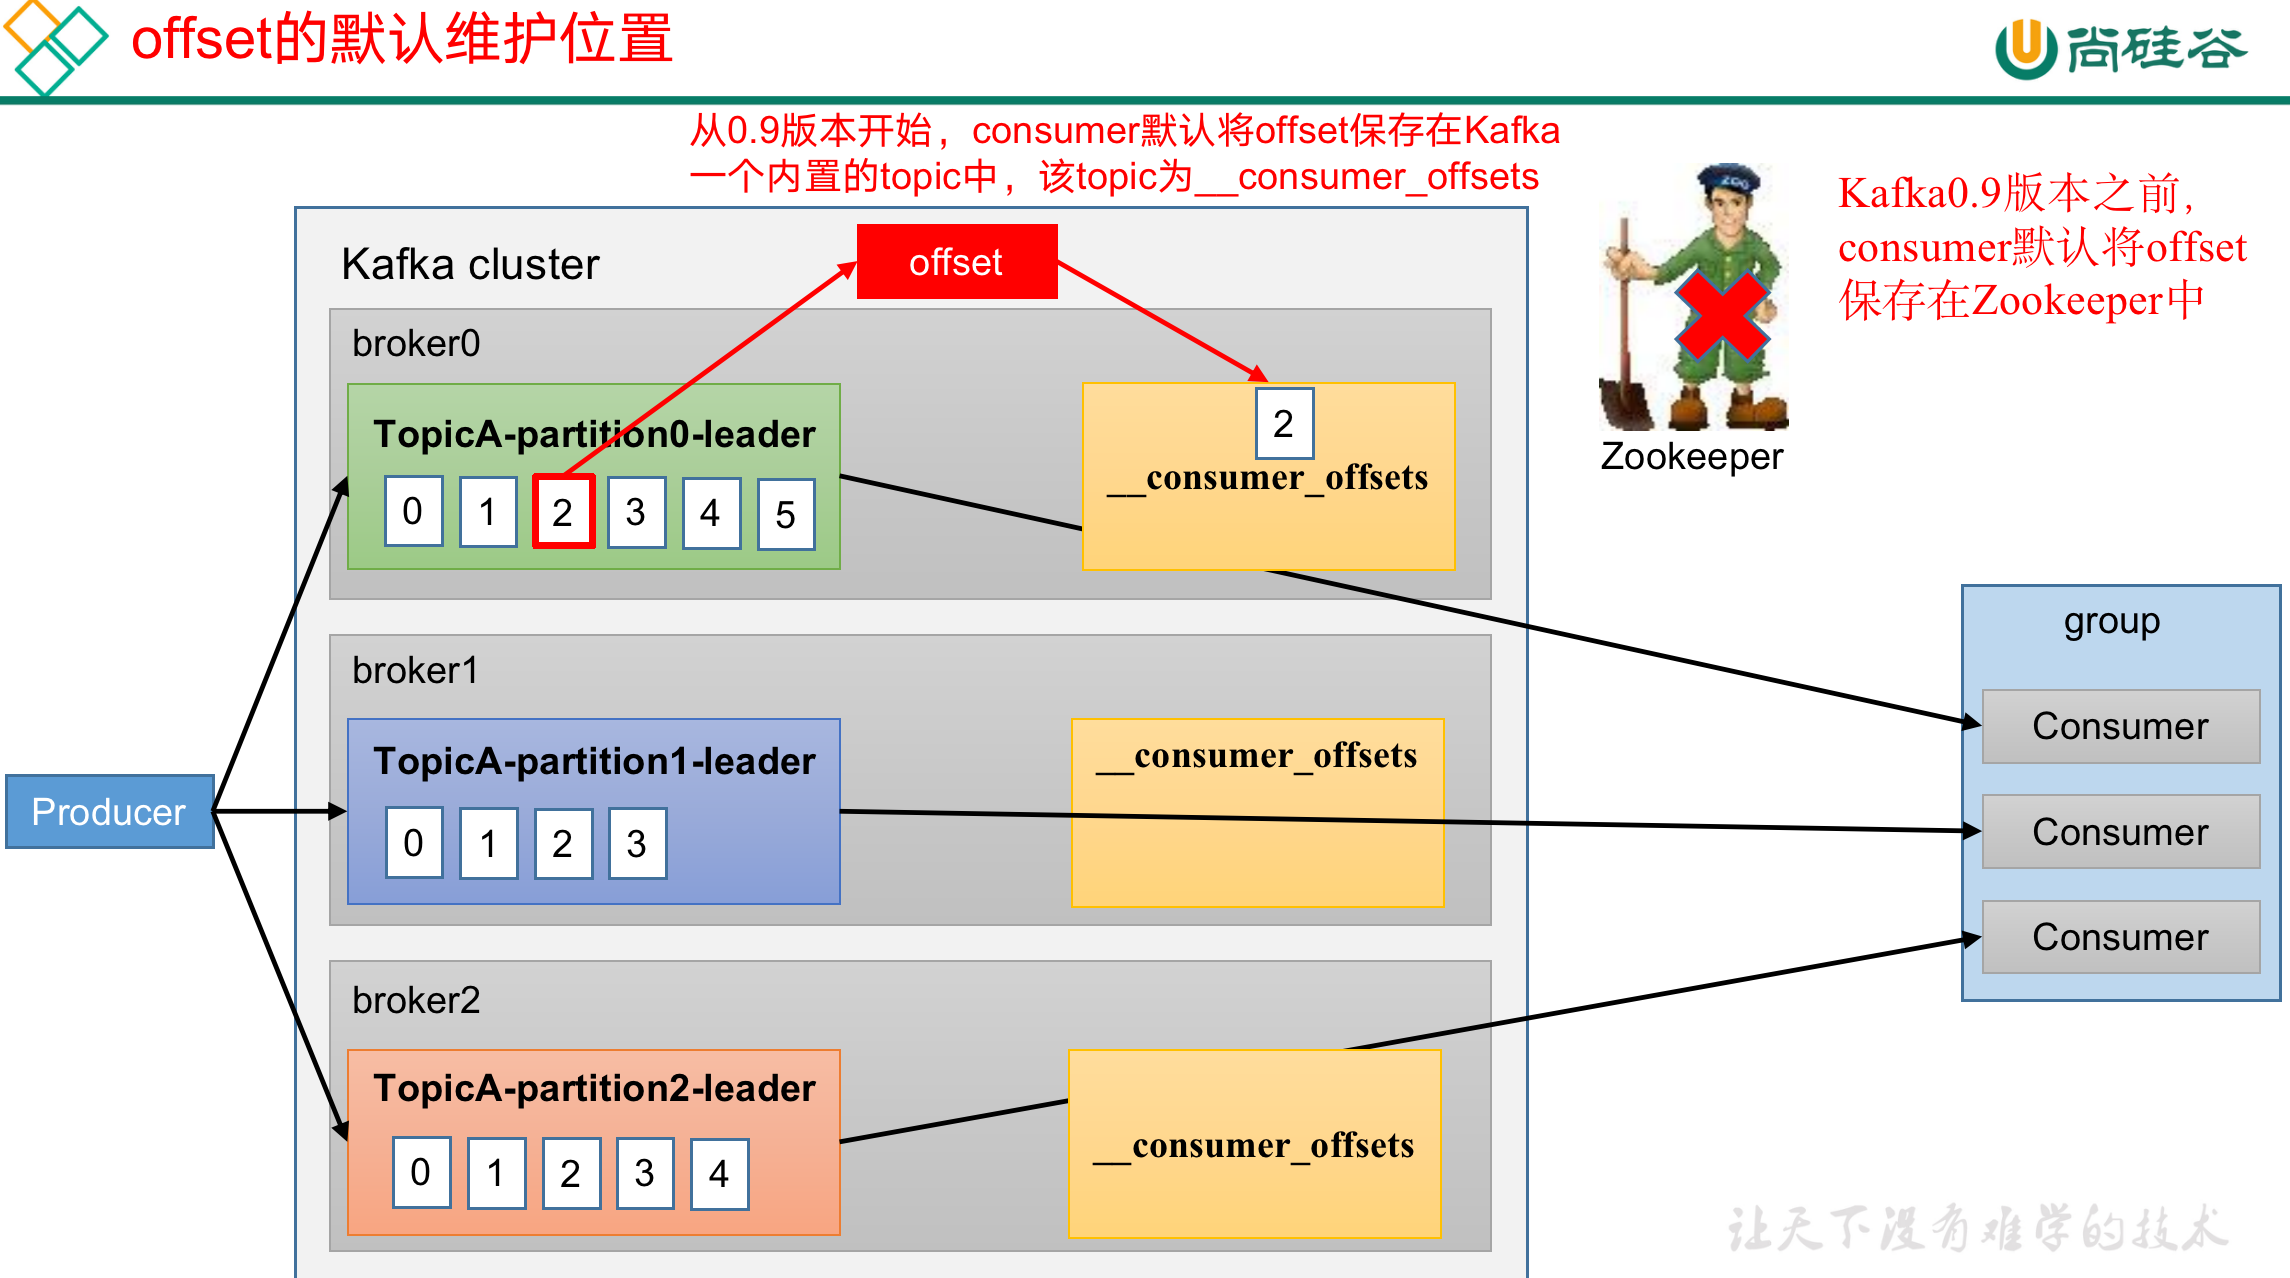 offset的默认维护位置
尚硅谷
从0.9版本开始，consumer默认将offset保存在Kafka
一个内置的topic中，该topic为__consumer_offsets
ZOO
Kafka0.9版本之前，
consumer默认将offset
保存在Zookeeper中
Zookeeper
Kafka cluster
offset
broker0
TopicA-partition0-leader
0 1 2 3 4 5
2
__consumer_offsets
broker1
TopicA-partition1-leader
0 1 2 3
__consumer_offsets
broker2
TopicA-partition2-leader
0 1 2 3 4
__consumer_offsets
Producer
group
Consumer
Consumer
Consumer
让天下没有难学的技术